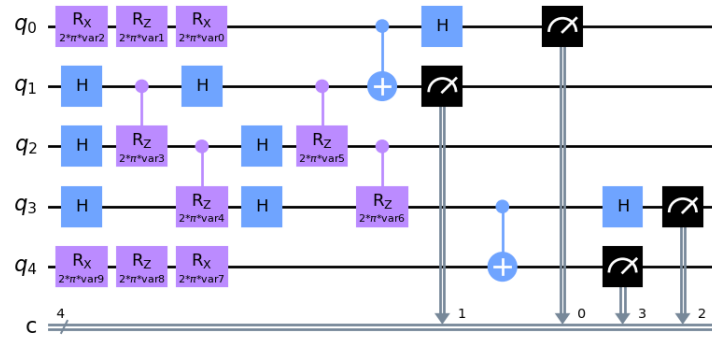 q0 RX 2*π*var2 RZ 2*π*var1 RX 2*π*var0 H
q1 H H
q2 H RZ 2*π*var3 H RZ 2*π*var5
q3 H RZ 2*π*var4 H RZ 2*π*var6 H
q4 RX 2*π*var9 RZ 2*π*var8 RX 2*π*var7
c 4 1 0 3 2